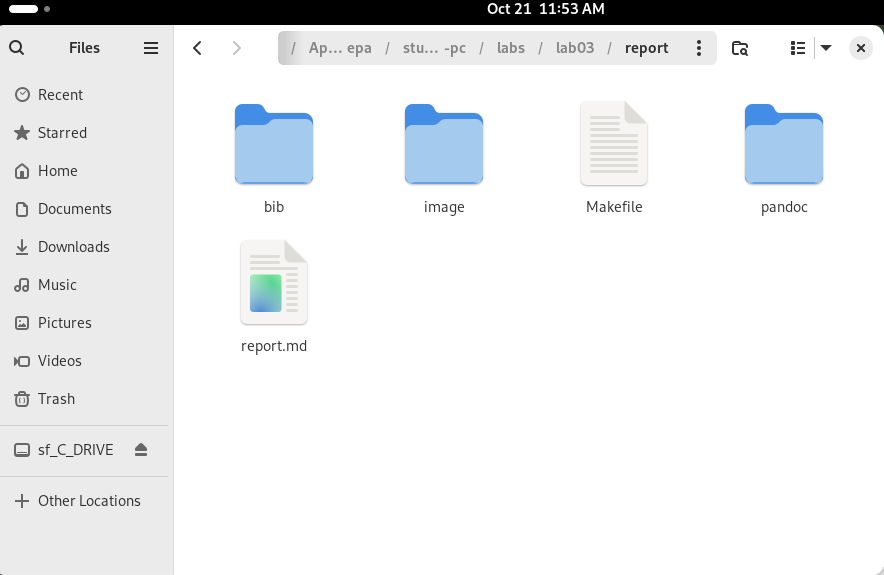 Oct 21 11:53 AM
Files
/ Ap… ера / stu… -pc / labs / lab03 / report
Recent
Starred
Home
Documents
Downloads
Music
Pictures
Videos
Trash
sf_C_DRIVE
Other Locations
bib
image
Makefile
pandoc
report.md